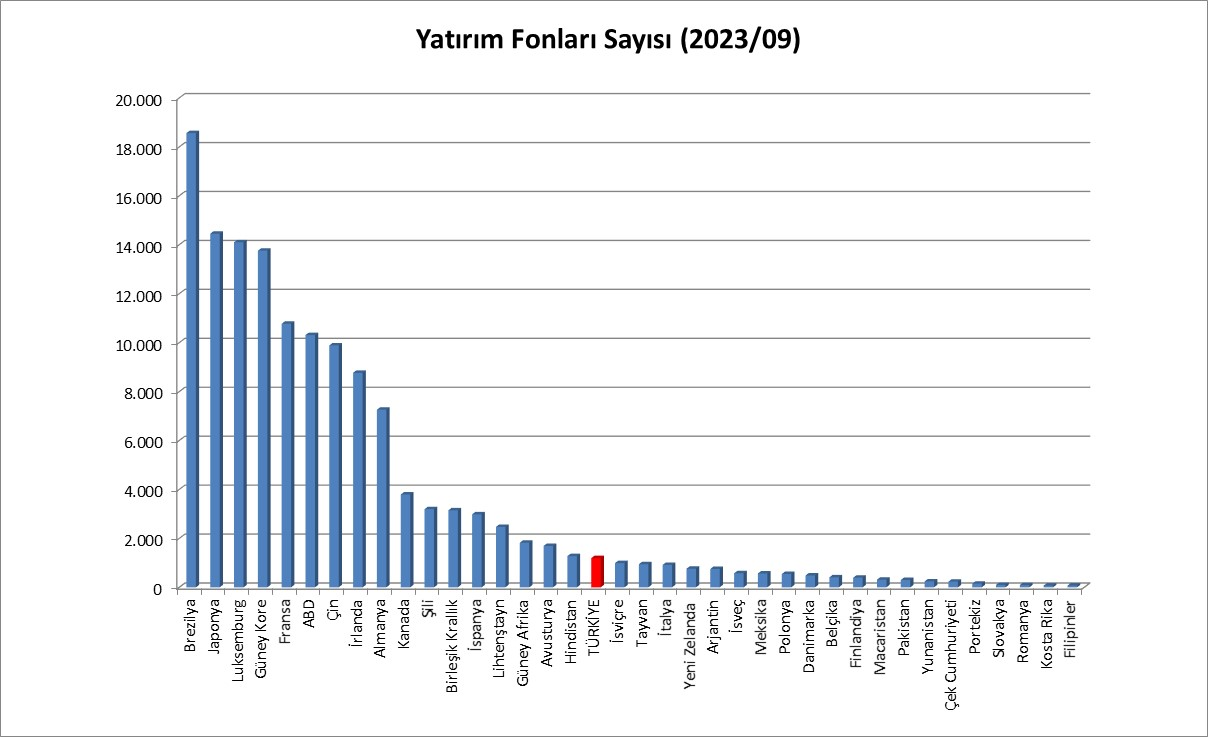 Yatırım Fonları Sayısı (2023/09)
20.000
18.000
16.000
14.000
12.000
10.000
8.000
6.000
4.000
2.000
0
Brezilya
Japonya
Luksemburg
Güney Kore
Fransa
ABD
Çin
İrlanda
Almanya
Kanada
Şili
Birleşik Krallık
İspanya
Lihtenştayn
Güney Afrika
Avusturya
Hindistan
TÜRKİYE
İsviçre
Tayvan
İtalya
Yeni Zelanda
Arjantin
İsveç
Meksika
Polonya
Danimarka
Belçika
Finlandiya
Macaristan
Pakistan
Yunanistan
Çek Cumhuriyeti
Portekiz
Slovakya
Romanya
Kosta Rika
Filipinler